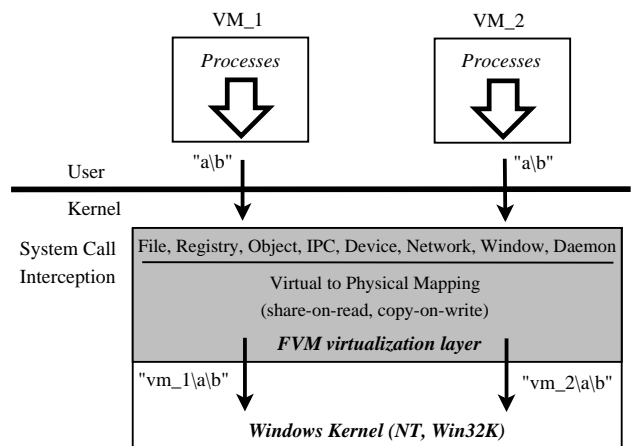 VM_1
VM_2
Processes
Processes
"a\b"
"a\b"
User
Kernel
System Call
Interception
File, Registry, Object, IPC, Device, Network, Window, Daemon
Virtual to Physical Mapping
(share-on-read, copy-on-write)
FVM virtualization layer
"vm_1\a\b"
"vm_2\a\b"
Windows Kernel (NT, Win32K)